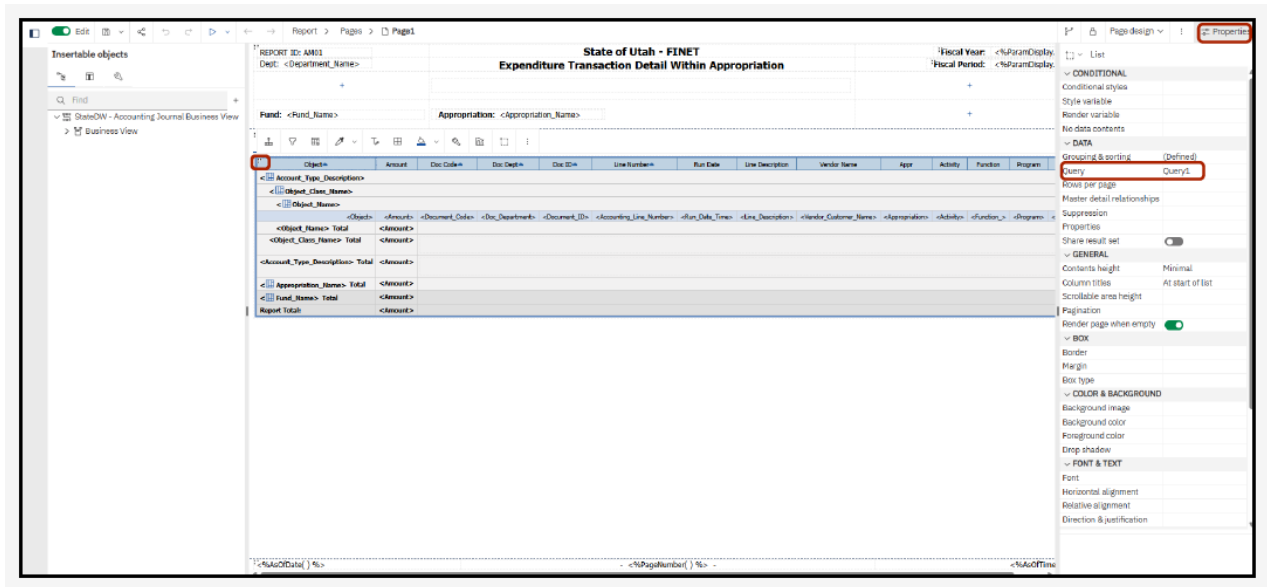 Edit
Report > Pages > Page1
Page design
Properties
Insertable objects
Find
StateDW - Accounting Journal Business View
Business View
REPORT ID: AM01
State of Utah - FINET
Fiscal Year: <%ParamDisplay.
Dept: <Department_Name>
Expenditure Transaction Detail Within Appropriation
Fiscal Period: <%ParamDisplay.
Fund: <Fund_Name>
Appropriation: <Appropriation_Name>
Object Amount Doc Code Doc Dept Doc ID Line Number Run Date Line Description Vendor Name Appr Activity Function Program
<Account_Type_Description>
<Object_Class_Name>
<Object_Name>
<Object> <Amount> <Document_Code> <Doc_Department> <Document_ID> <Accounting_Line_Number> <Run_Date_Time> <Line_Description> <Vendor_Customer_Name> <Appropriation> <Activity> <Function_> <Program>
<Object_Name> Total <Amount>
<Object_Class_Name> Total <Amount>
<Account_Type_Description> Total <Amount>
<Appropriation_Name> Total <Amount>
<Fund_Name> Total <Amount>
Report Total: <Amount>
<%AsOfDate( ) %>
- <%PageNumber( ) %> -
<%AsOfTime
List
CONDITIONAL
Conditional styles
Style variable
Render variable
No data contents
DATA
Grouping & sorting (Defined)
Query Query1
Rows per page
Master detail relationships
Suppression
Properties
Share result set
GENERAL
Contents height Minimal
Column titles At start of list
Scrollable area height
Pagination
Render page when empty
BOX
Border
Margin
Box type
COLOR & BACKGROUND
Background image
Background color
Foreground color
Drop shadow
FONT & TEXT
Font
Horizontal alignment
Relative alignment
Direction & justification